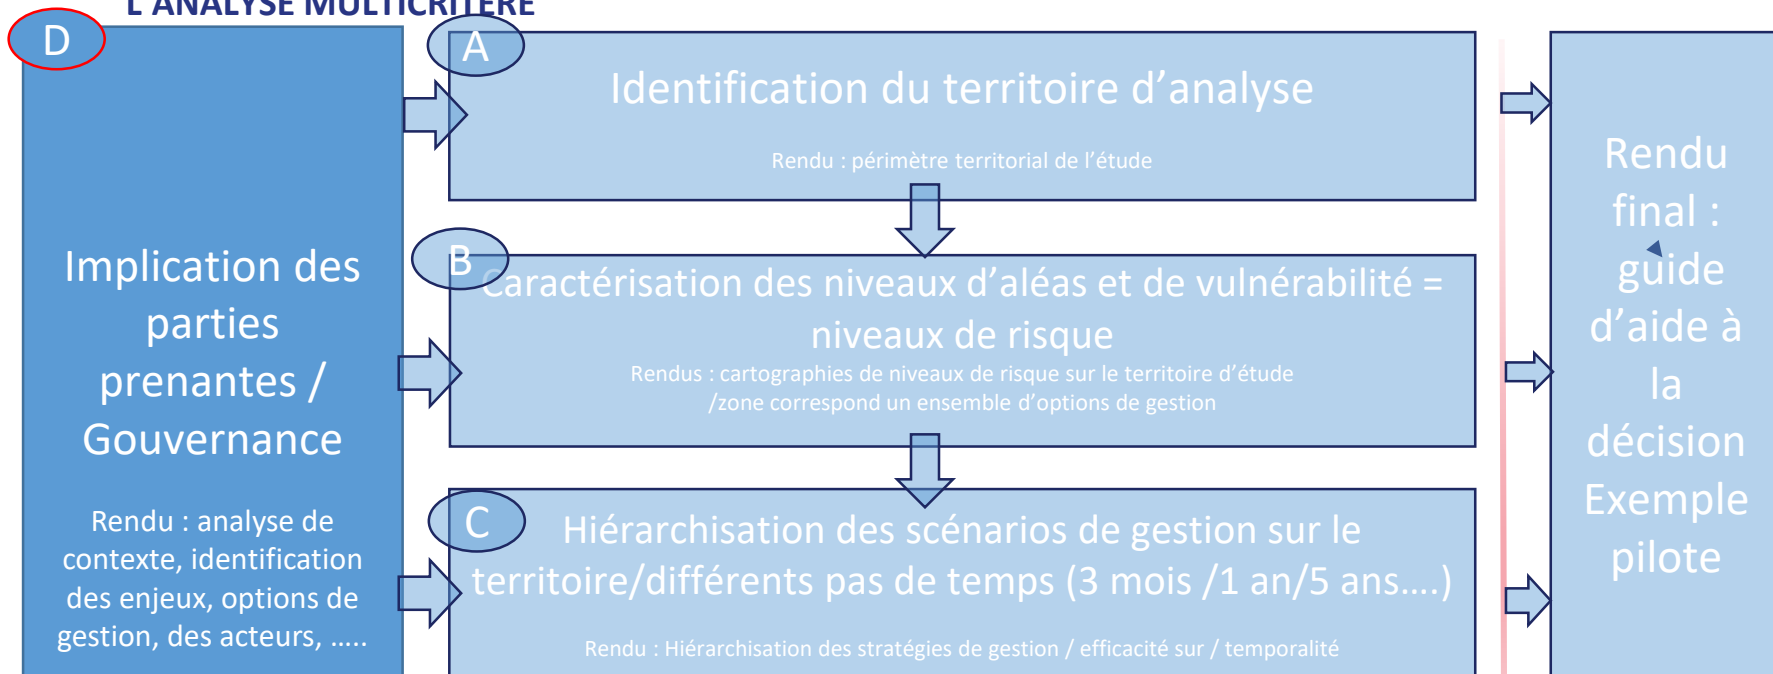 L'ANALYSE MULTICRITERE
D
Implication des
parties
prenantes /
Gouvernance
Rendu : analyse de
contexte, identification
des enjeux, options de
gestion, des acteurs, …..
A
Identification du territoire d'analyse
Rendu : périmètre territorial de l'étude
B
Caractérisation des niveaux d'aléas et de vulnérabilité =
niveaux de risque
Rendus : cartographies de niveaux de risque sur le territoire d'étude
/zone correspond un ensemble d'options de gestion
C
Hiérarchisation des scénarios de gestion sur le
territoire/différents pas de temps (3 mois /1 an/5 ans….)
Rendu : Hiérarchisation des stratégies de gestion / efficacité sur / temporalité
Rendu
final :
guide
d'aide à
la
décision
Exemple
pilote